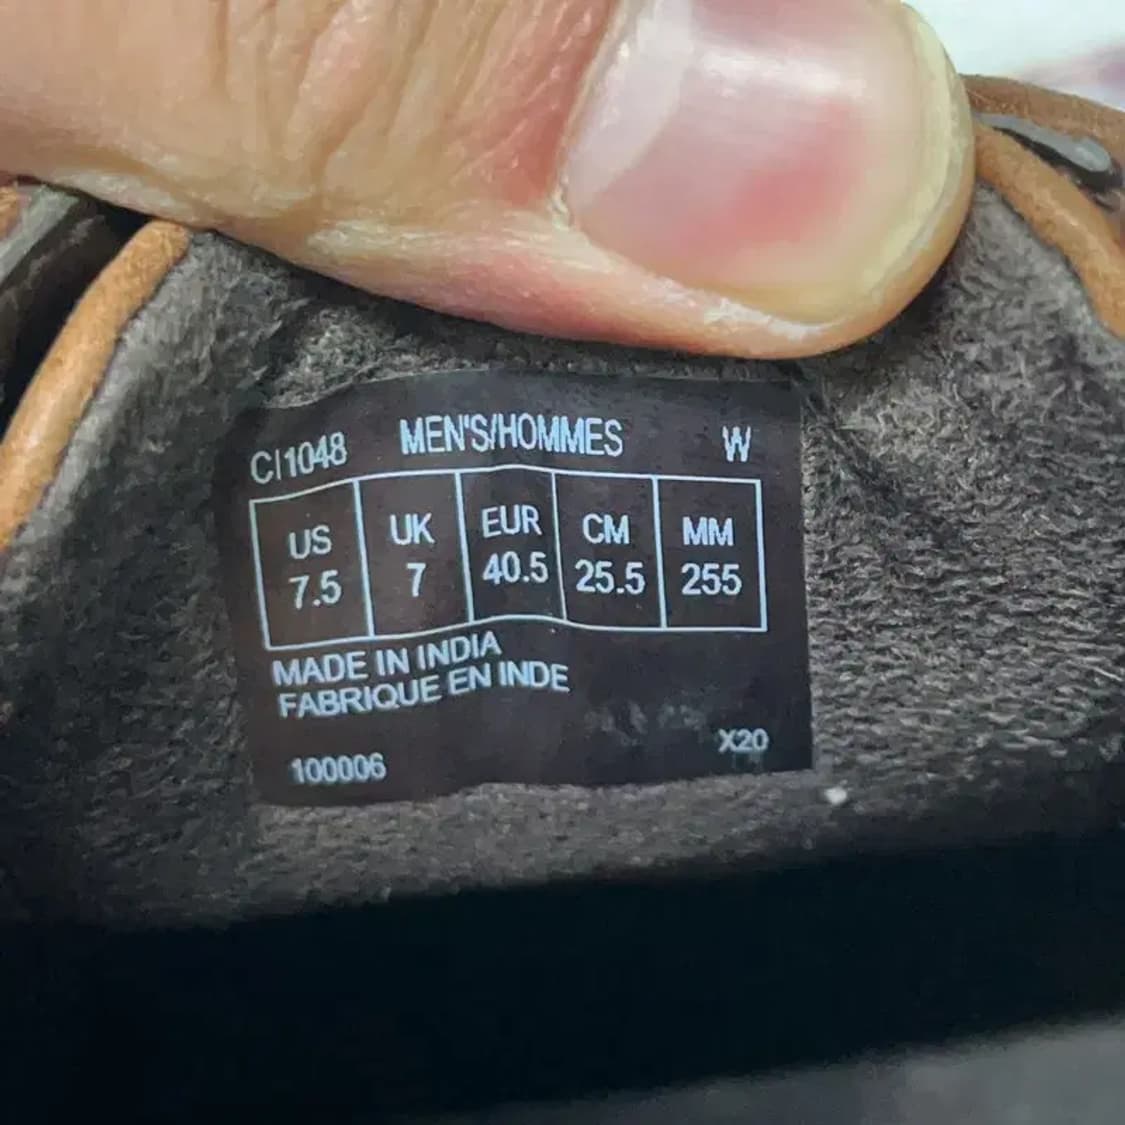 CI1048 MEN'S/HOMMES W
US UK EUR CM MM
7.5 7 40.5 25.5 255
MADE IN INDIA
FABRIQUE EN INDE
100006 X20